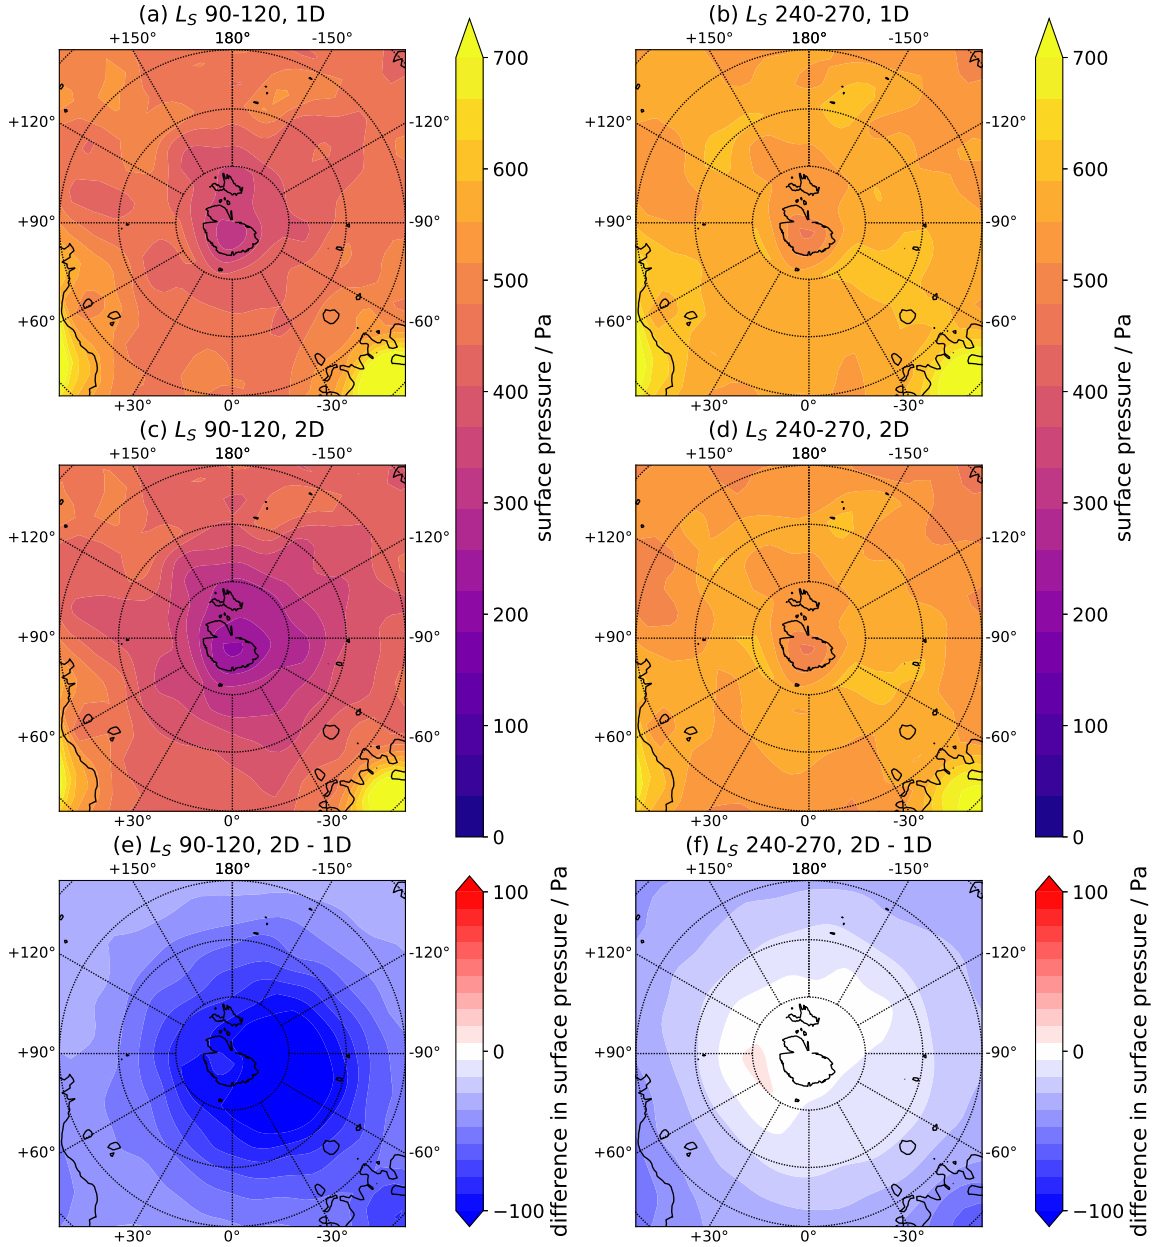 (a) L_S 90-120, 1D
(b) L_S 240-270, 1D
+150° 180° -150°
+150° 180° -150°
+120° -120°
+120° -120°
+90° -90°
+90° -90°
+60° -60°
+60° -60°
+30° 0° -30°
+30° 0° -30°
(c) L_S 90-120, 2D
(d) L_S 240-270, 2D
+150° 180° -150°
+150° 180° -150°
+120° -120°
+120° -120°
+90° -90°
+90° -90°
+60° -60°
+60° -60°
+30° 0° -30°
+30° 0° -30°
700
600
500
400
300
200
100
0
surface pressure / Pa
700
600
500
400
300
200
100
0
surface pressure / Pa
(e) L_S 90-120, 2D - 1D
(f) L_S 240-270, 2D - 1D
+150° 180° -150°
+150° 180° -150°
+120° -120°
+120° -120°
+90° -90°
+90° -90°
+60° -60°
+60° -60°
+30° 0° -30°
+30° 0° -30°
100
0
−100
difference in surface pressure / Pa
100
0
−100
difference in surface pressure / Pa